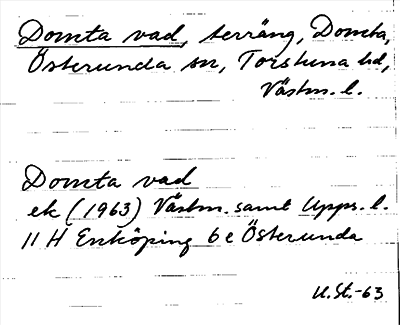 Domta vad, terräng, Domta,
Österunda sn, Torstuna hd,
Västm. l.
Domta vad
ek (1963) Västm. samt Upps. l.
11 H Enköping 6 e Österunda
U.St.-63